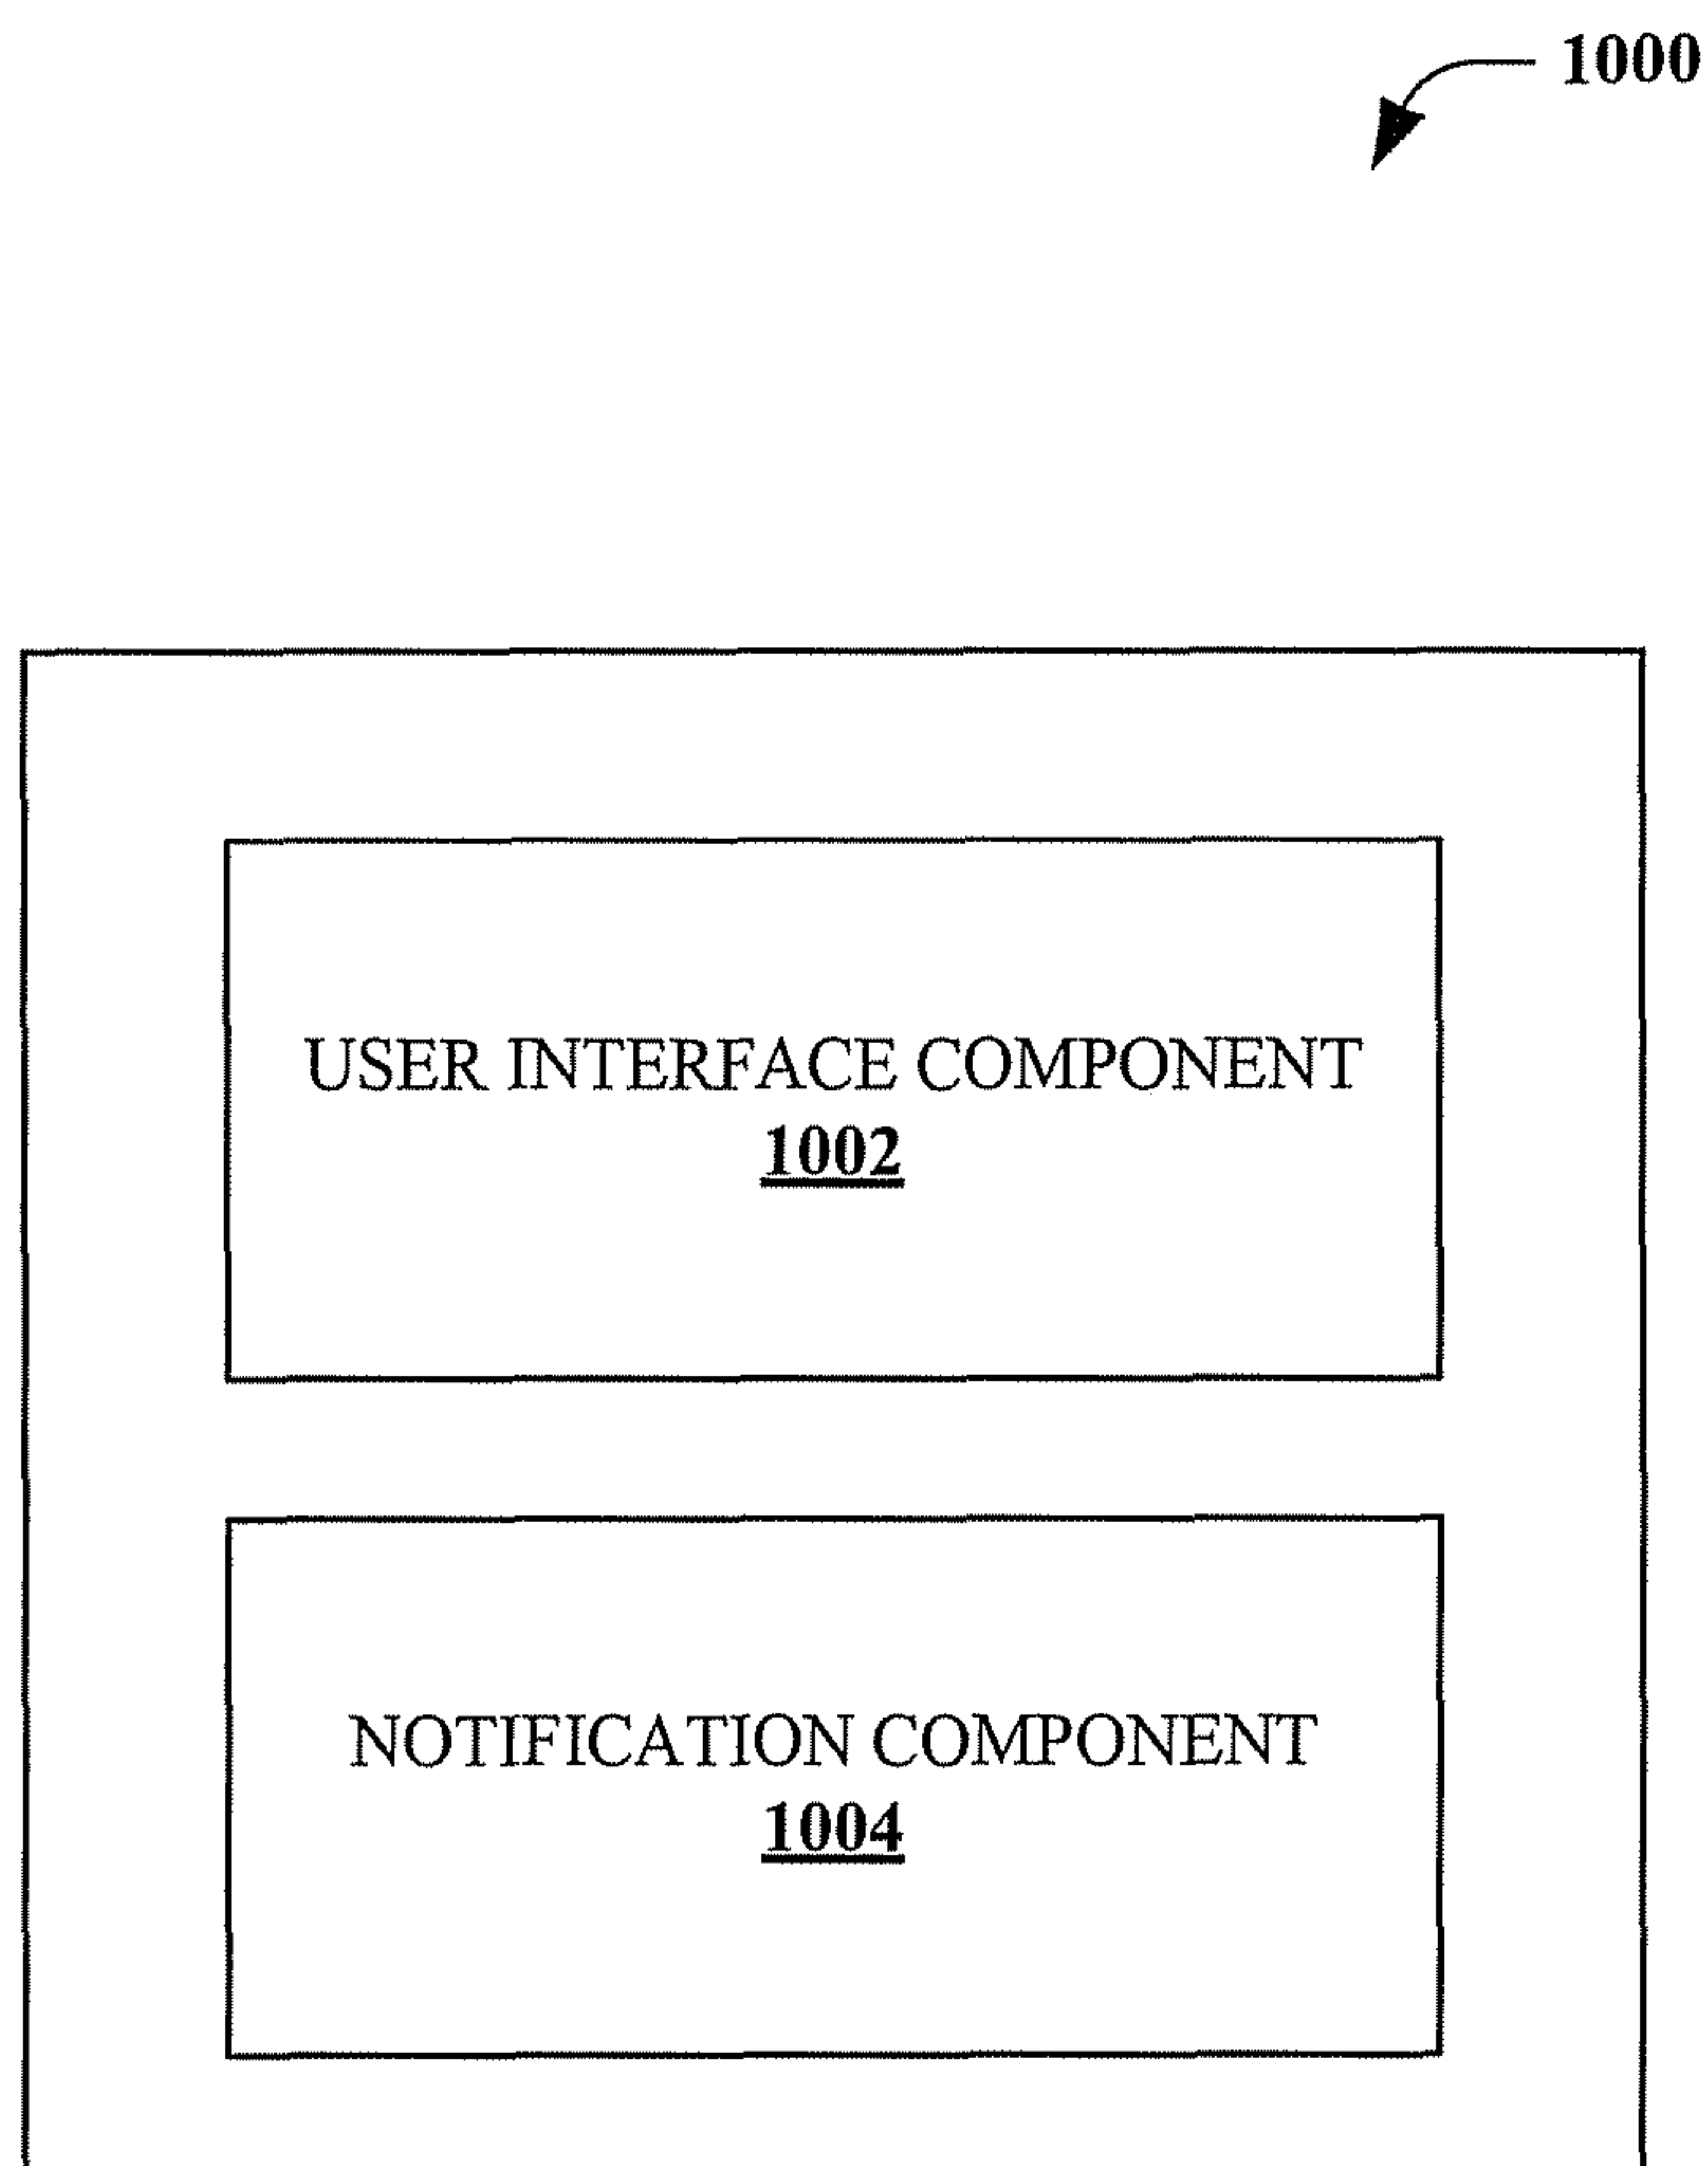 1000
USER INTERFACE COMPONENT
1002
NOTIFICATION COMPONENT
1004